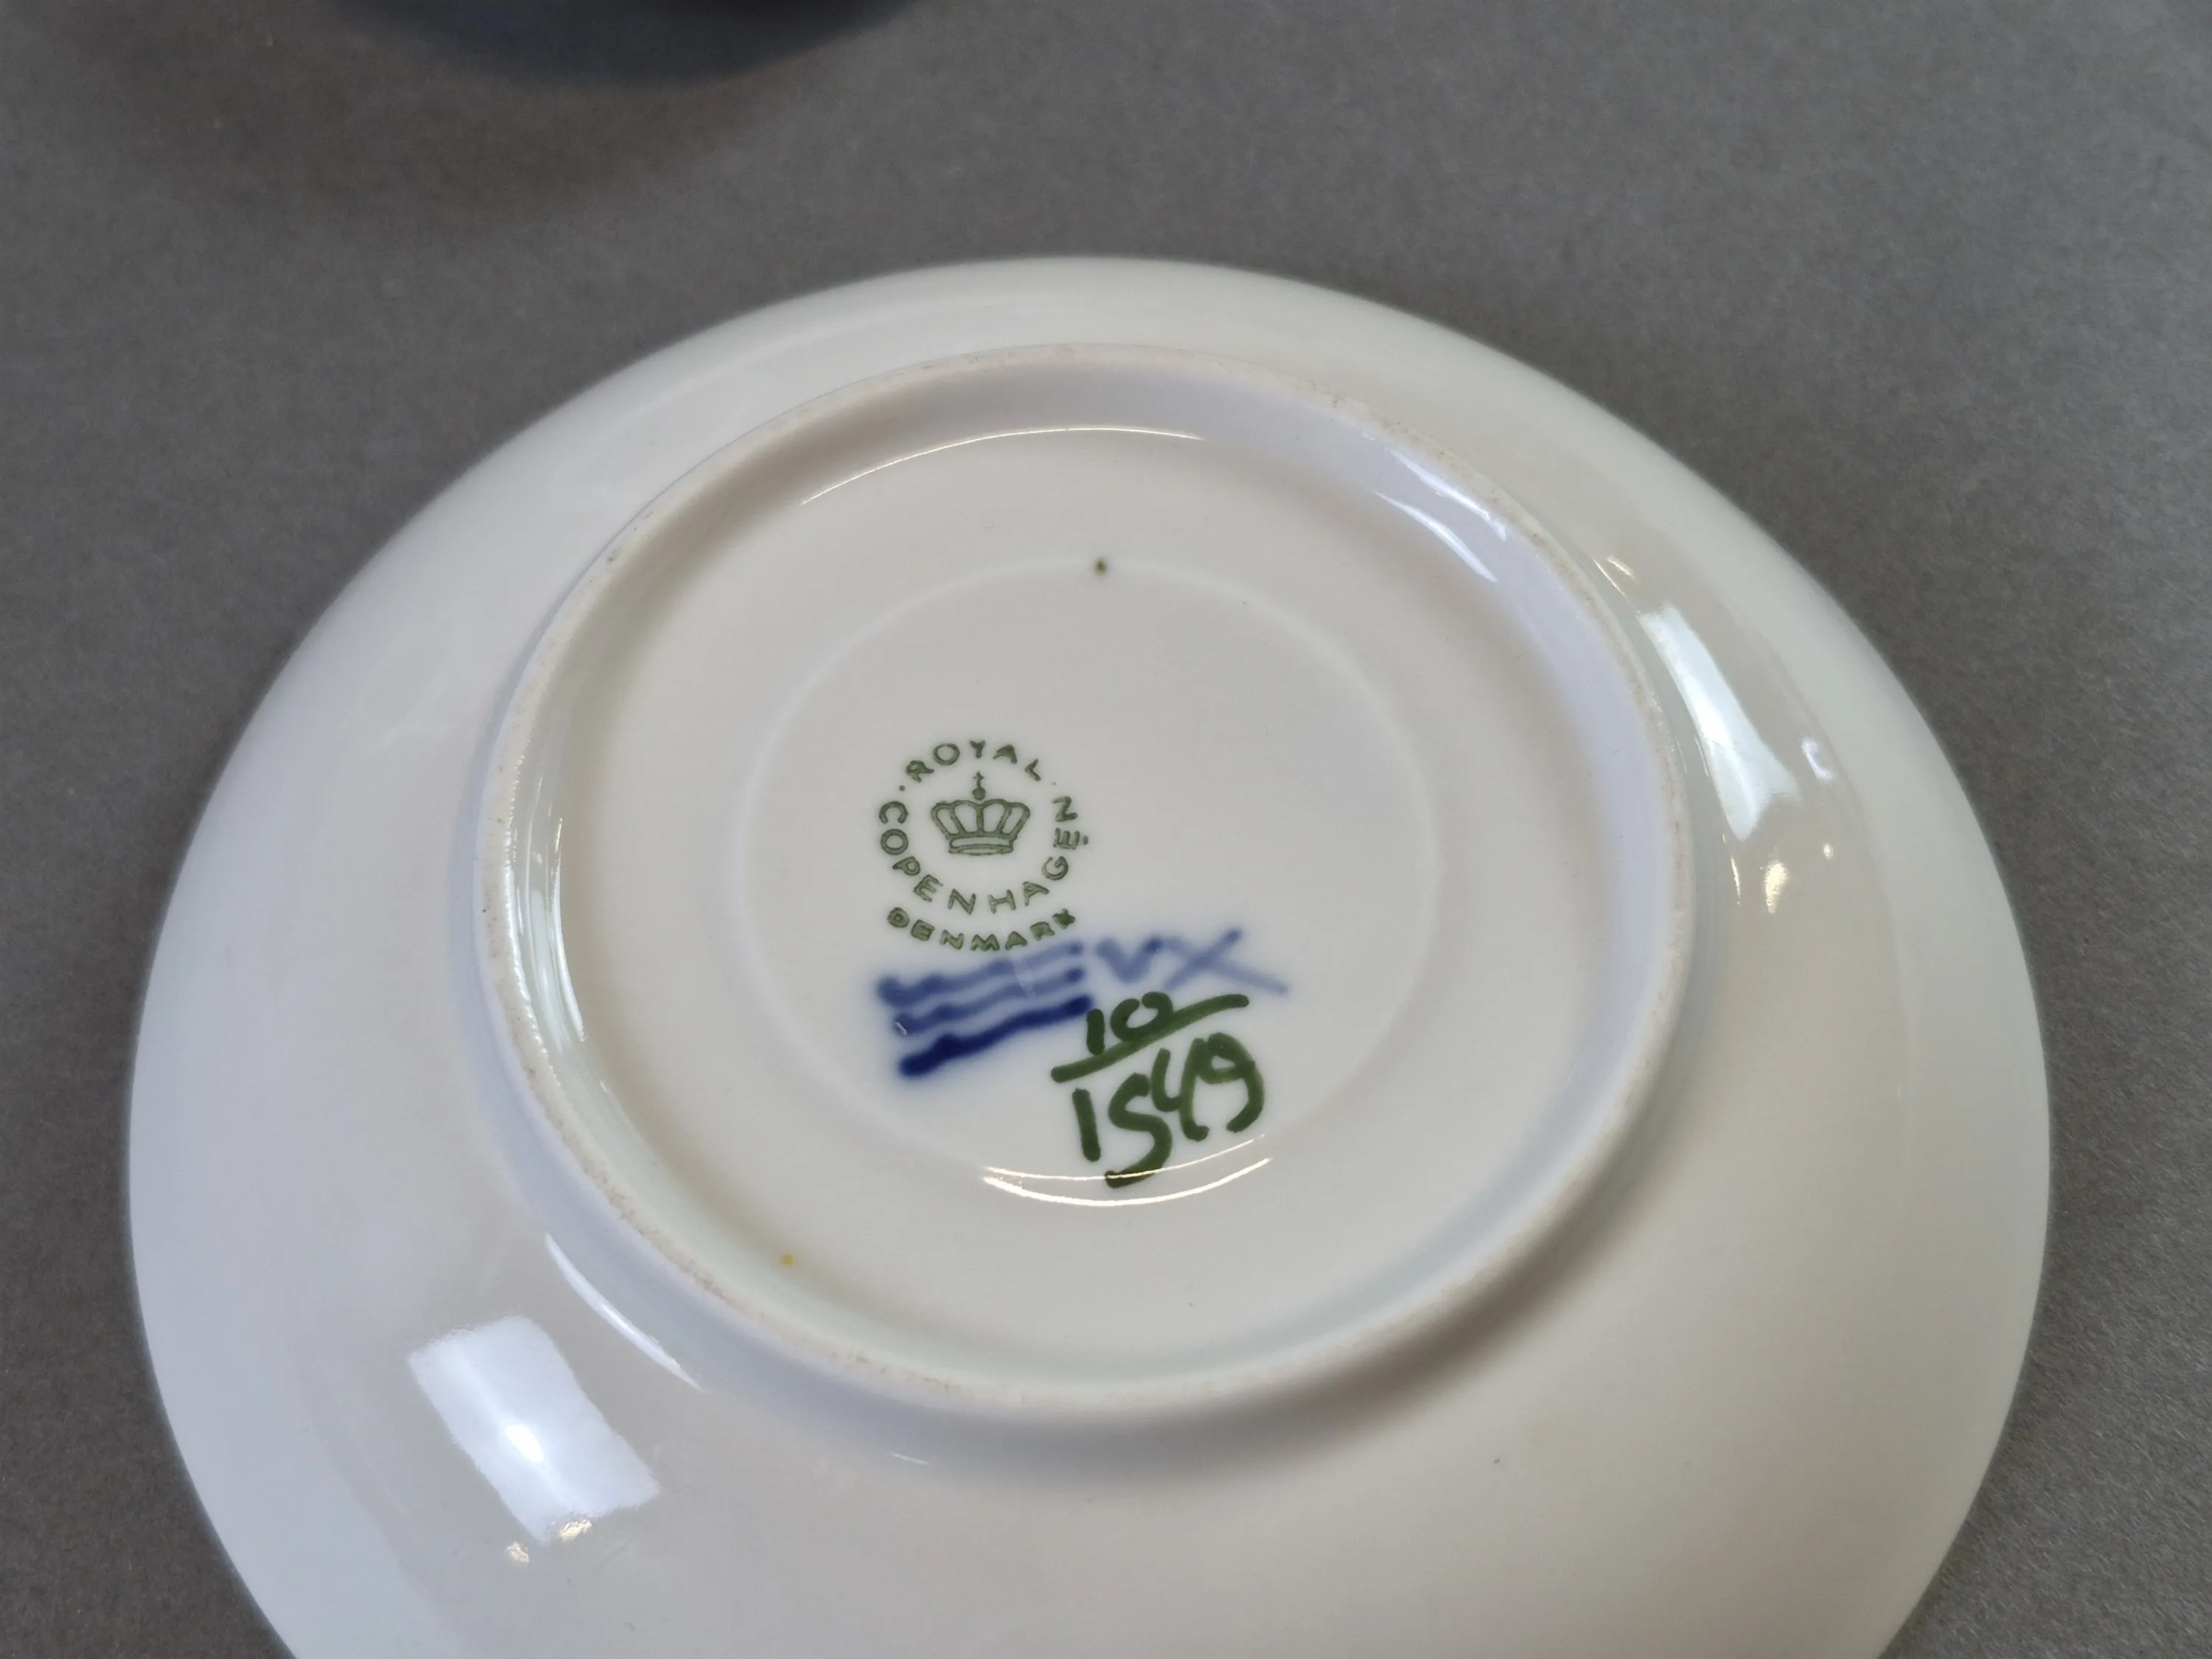 ROYAL
COPENHAGEN
DENMARK
VX
10
1549